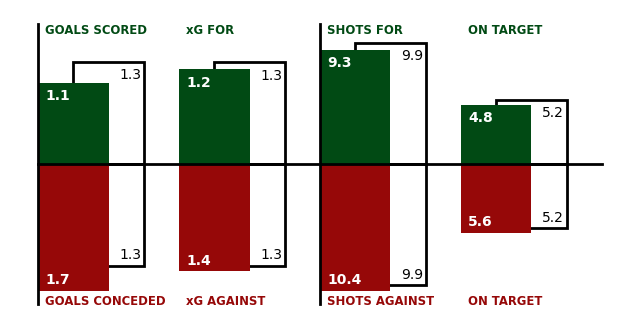 GOALS SCORED xG FOR SHOTS FOR ON TARGET
1.1 1.3 1.2 1.3 9.3 9.9 4.8 5.2
1.7 1.3 1.4 1.3 10.4 9.9 5.6 5.2
GOALS CONCEDED xG AGAINST SHOTS AGAINST ON TARGET